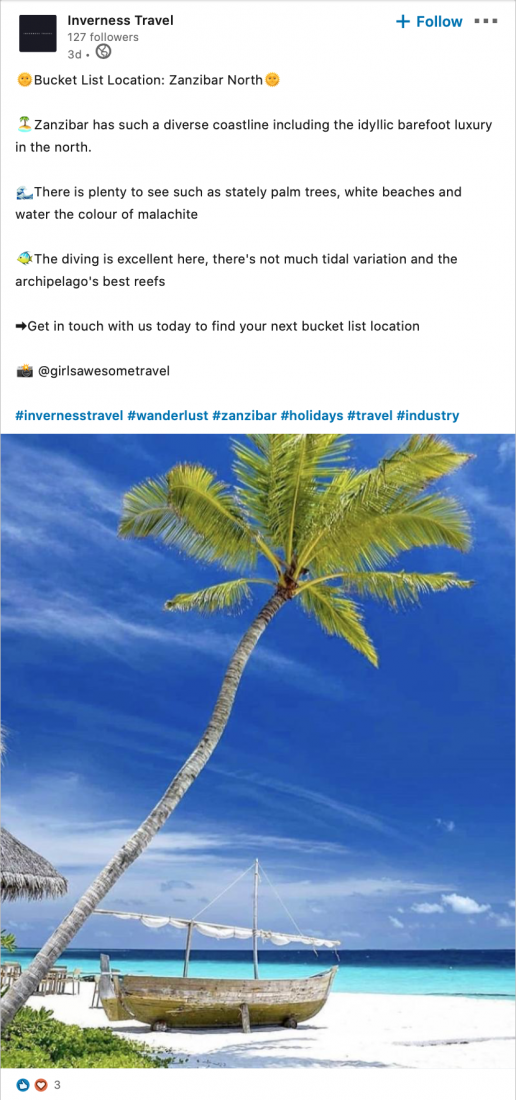 Inverness Travel
+ Follow
127 followers
3d •
🌞Bucket List Location: Zanzibar North🌞
🏝️Zanzibar has such a diverse coastline including the idyllic barefoot luxury
in the north.
🌊There is plenty to see such as stately palm trees, white beaches and
water the colour of malachite
🐠The diving is excellent here, there's not much tidal variation and the
archipelago's best reefs
➡Get in touch with us today to find your next bucket list location
📸 @girlsawesometravel
#invernesstravel #wanderlust #zanzibar #holidays #travel #industry
3